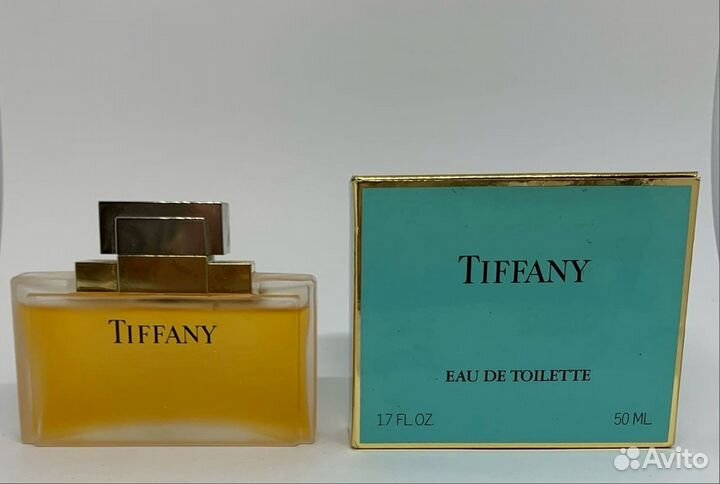 TIFFANY
TIFFANY
EAU DE TOILETTE
1.7 FL.OZ. 50 ML
Avito